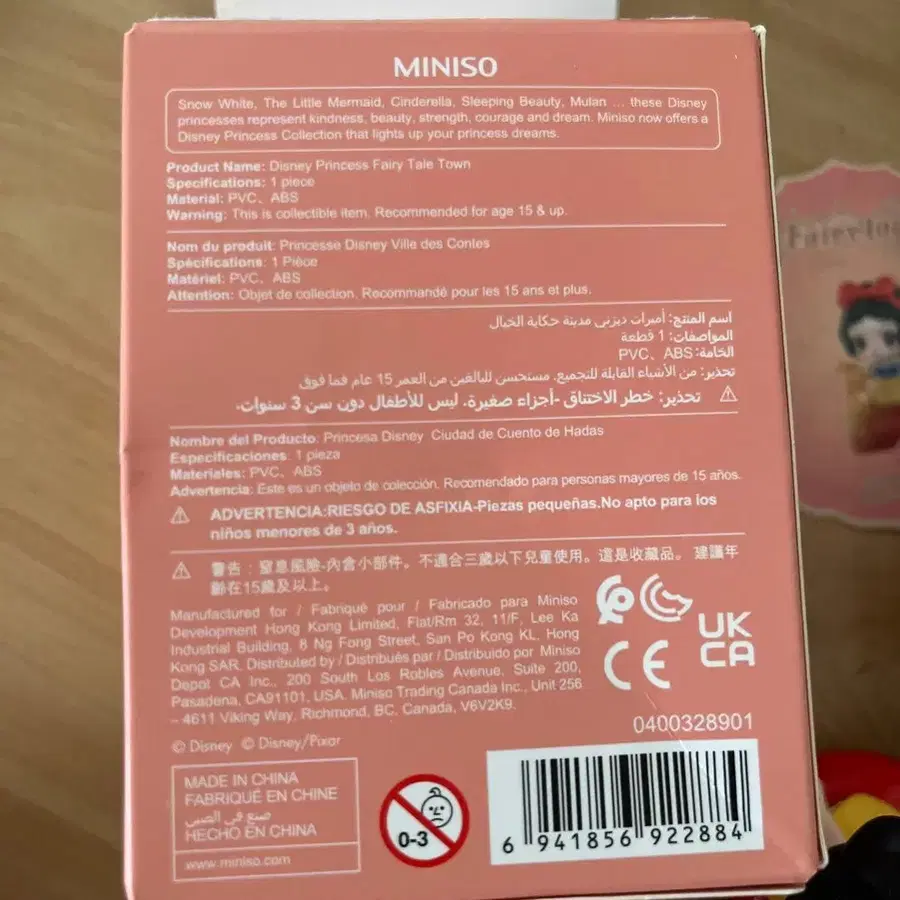 MINISO
Snow White, The Little Mermaid, Cinderella, Sleeping Beauty, Mulan ... these Disney
princesses represent kindness, beauty, strength, courage and dream. Miniso now offers a
Disney Princess Collection that lights up your princess dreams.
Product Name: Disney Princess Fairy Tale Town
Specifications: 1 piece
Material: PVC、ABS
Warning: This is collectible item. Recommended for age 15 & up.
Nom du produit: Princesse Disney Ville des Contes
Spécifications: 1 Pièce
Matériel: PVC、ABS
Attention: Objet de collection. Recommandé pour les 15 ans et plus.
اسم المنتج: أميرات ديزني مدينة حكاية الخيال
المواصفات: 1 قطعة
الخامة: PVC、ABS
تحذير: من الأشياء القابلة للتجميع. مستحسن للبالغين من العمر 15 عام فما فوق
تحذير: خطر الاختناق -أجزاء صغيرة. ليس للأطفال دون سن 3 سنوات.
Nombre del Producto: Princesa Disney Ciudad de Cuento de Hadas
Especificaciones: 1 pieza
Materiales: PVC、ABS
Advertencia: Este es un objeto de colección. Recomendado para personas mayores de 15 años.
ADVERTENCIA:RIESGO DE ASFIXIA-Piezas pequeñas.No apto para los
niños menores de 3 años.
警告：窒息風險-內含小部件。不適合三歲以下兒童使用。這是收藏品。 建議年
齡在15歲及以上。
Manufactured for / Fabriqué pour / Fabricado para Miniso
Development Hong Kong Limited, Flat/Rm 32, 11/F, Lee Ka
Industrial Building, 8 Ng Fong Street, San Po Kong KL, Hong
Kong SAR. Distributed by / Distribués par / Distribuido por Miniso
Depot CA Inc., 200 South Los Robles Avenue, Suite 200,
Pasadena, CA91101, USA. Miniso Trading Canada Inc., Unit 256
– 4611 Viking Way, Richmond, BC, Canada, V6V2K9.
CE
UK
CA
0400328901
© Disney © Disney/Pixar
MADE IN CHINA
FABRIQUÉ EN CHINE
صنع في الصين
HECHO EN CHINA
www.miniso.com
0-3
6 941856 922884